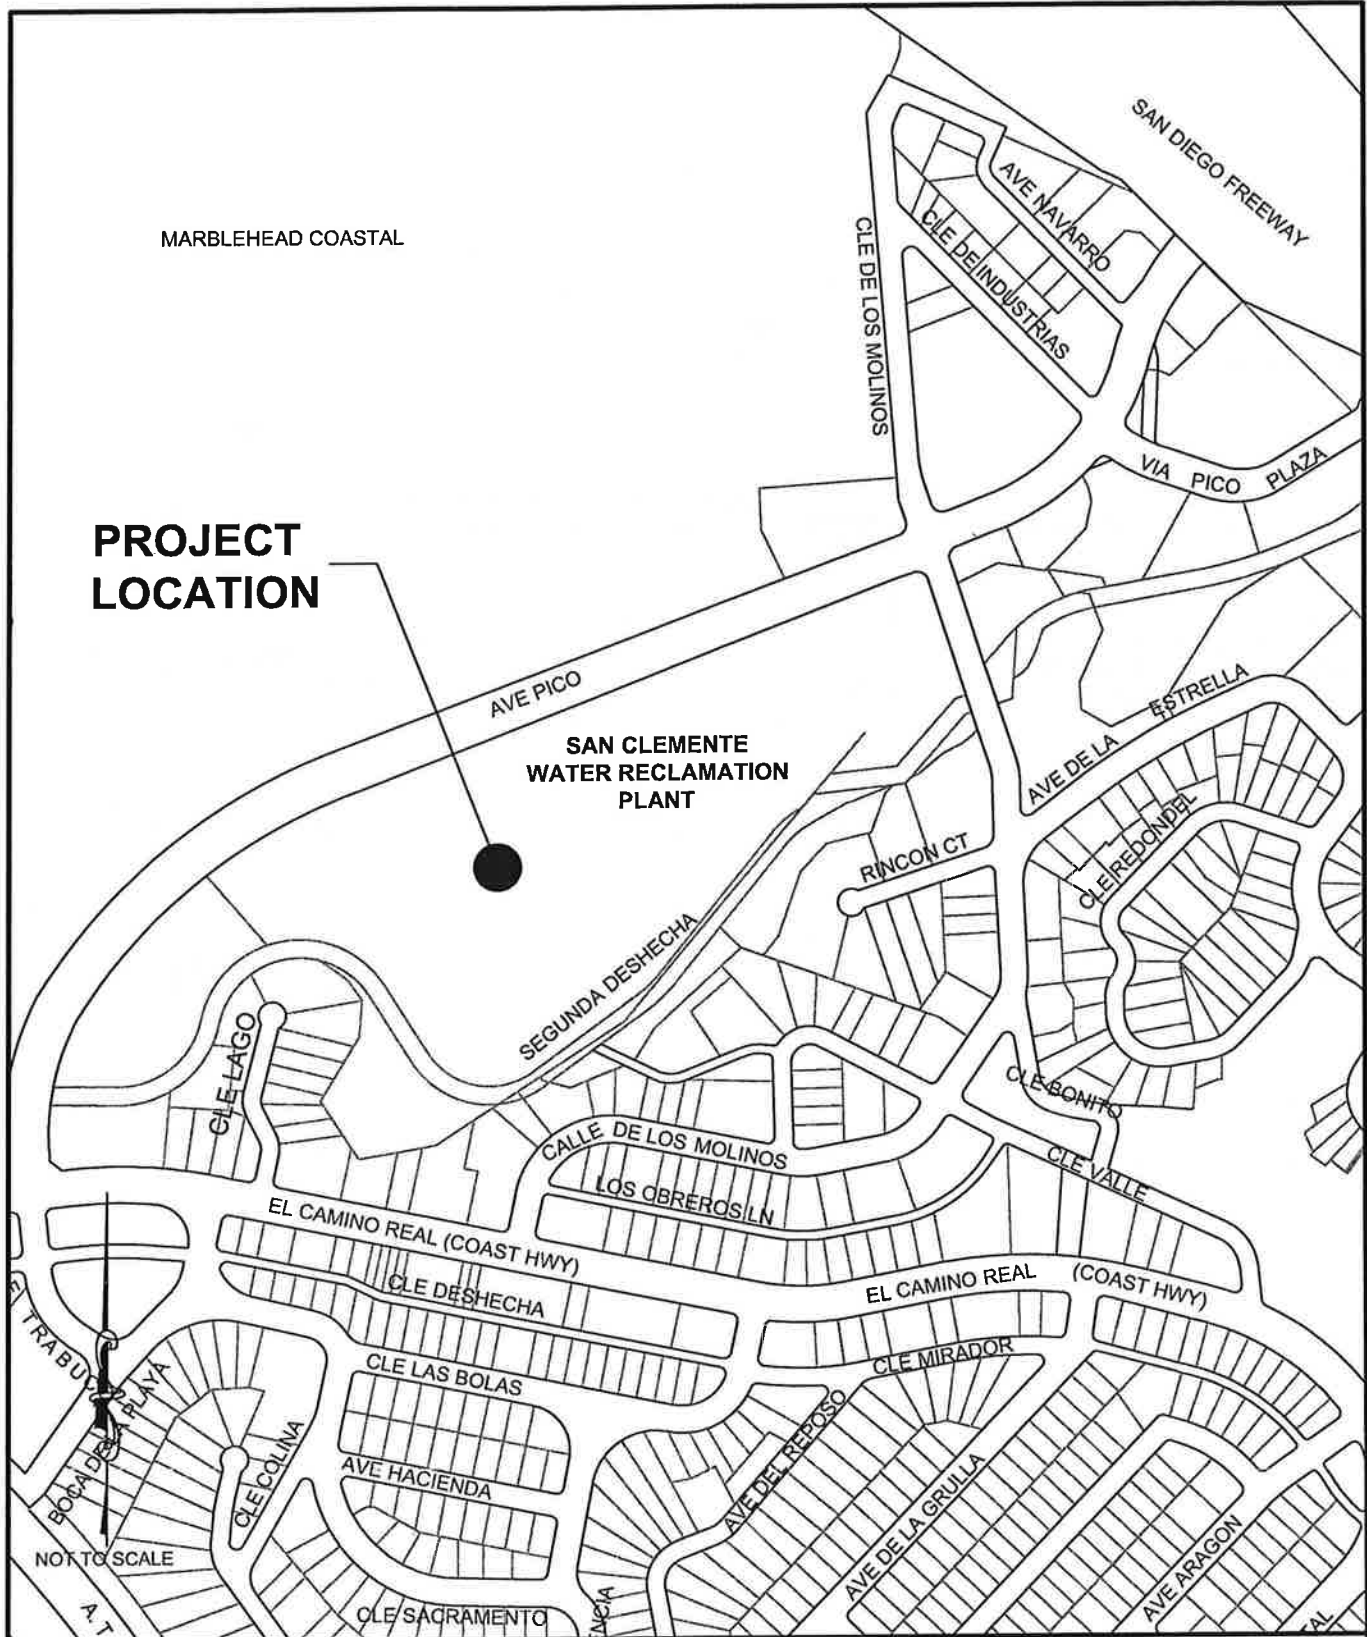 SAN DIEGO FREEWAY
MARBLEHEAD COASTAL
AVE NAVARRO
CLE DE INDUSTRIAS
CLE DE LOS MOLINOS
VIA PICO PLAZA
PROJECT
LOCATION
AVE PICO
SAN CLEMENTE
WATER RECLAMATION
PLANT
AVE DE LA ESTRELLA
CLE REDONDEL
RINCON CT
SEGUNDA DESHECHA
CLE LAGO
CLE BONITO
CALLE DE LOS MOLINOS
CLE VALLE
LOS OBREROS LN
EL CAMINO REAL (COAST HWY)
EL CAMINO REAL (COAST HWY)
CLE DESHECHA
CLE MIRADOR
CLE LAS BOLAS
BOCA DE LA PLAYA
CLE COLINA
AVE HACIENDA
AVE DEL REPOSO
AVE DE LA GRULLA
AVE ARAGON
NOT TO SCALE
CLE SACRAMENTO
A.T